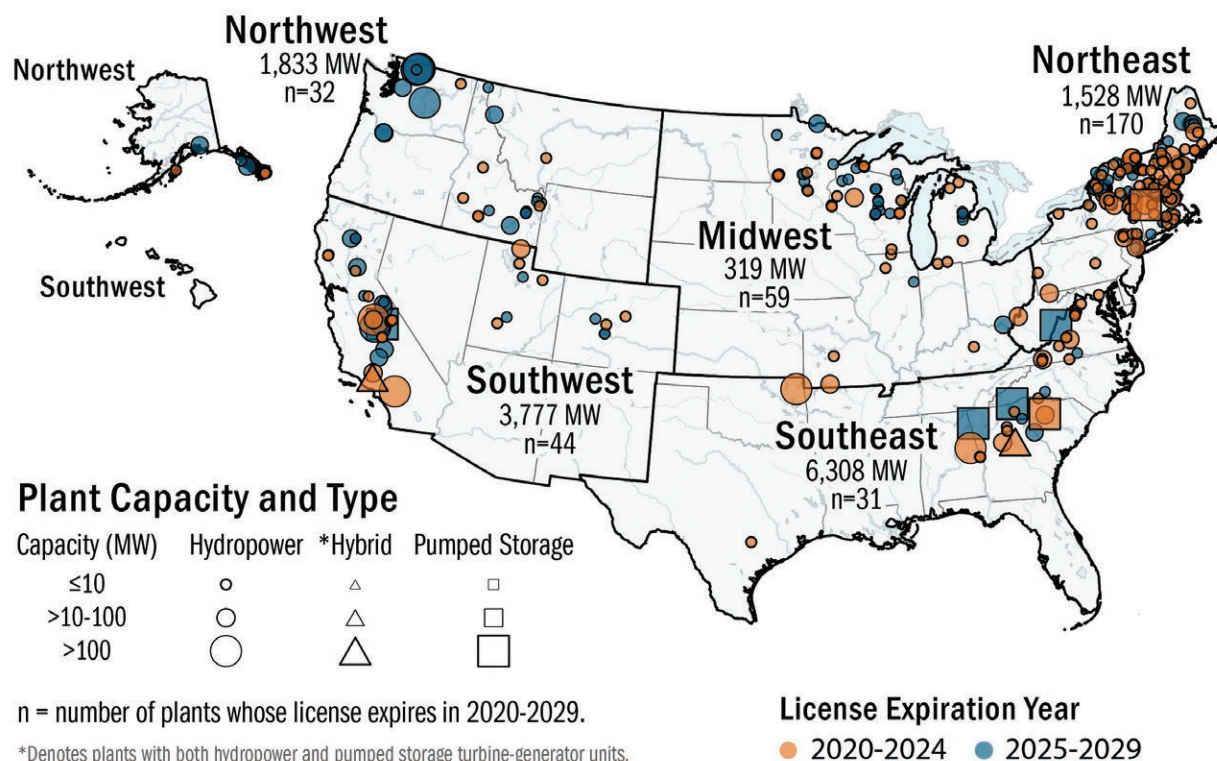 Northwest
1,833 MW
n=32
Northwest
Southwest
Northeast
1,528 MW
n=170
Midwest
319 MW
n=59
Southwest
3,777 MW
n=44
Southeast
6,308 MW
n=31
Plant Capacity and Type
Capacity (MW) Hydropower *Hybrid Pumped Storage
≤10
>10-100
>100
n = number of plants whose license expires in 2020-2029.
*Denotes plants with both hydropower and pumped storage turbine-generator units.
License Expiration Year
2020-2024 2025-2029